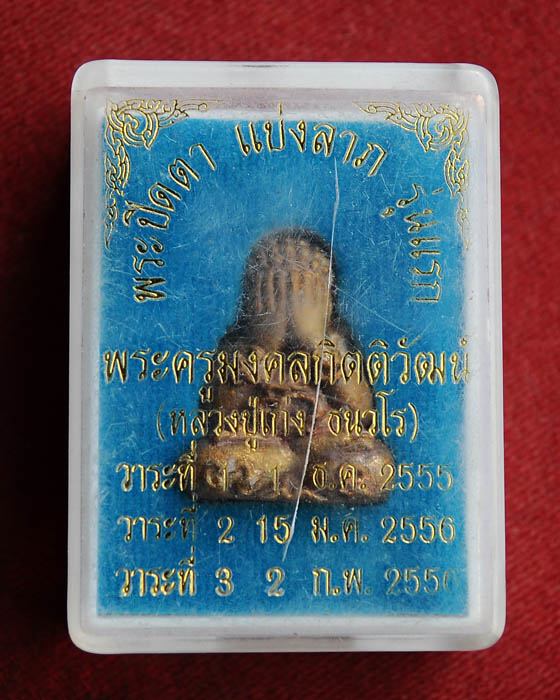 พระปิดตา แบ่งลาภ รุ่นแรก
พระครูมงคลกิตติวัฒน์
(หลวงปู่เก่ง ธนวโร)
วาระที่ 1 1 ธ.ค. 2555
วาระที่ 2 15 ม.ค. 2556
วาระที่ 3 2 ก.พ. 2556